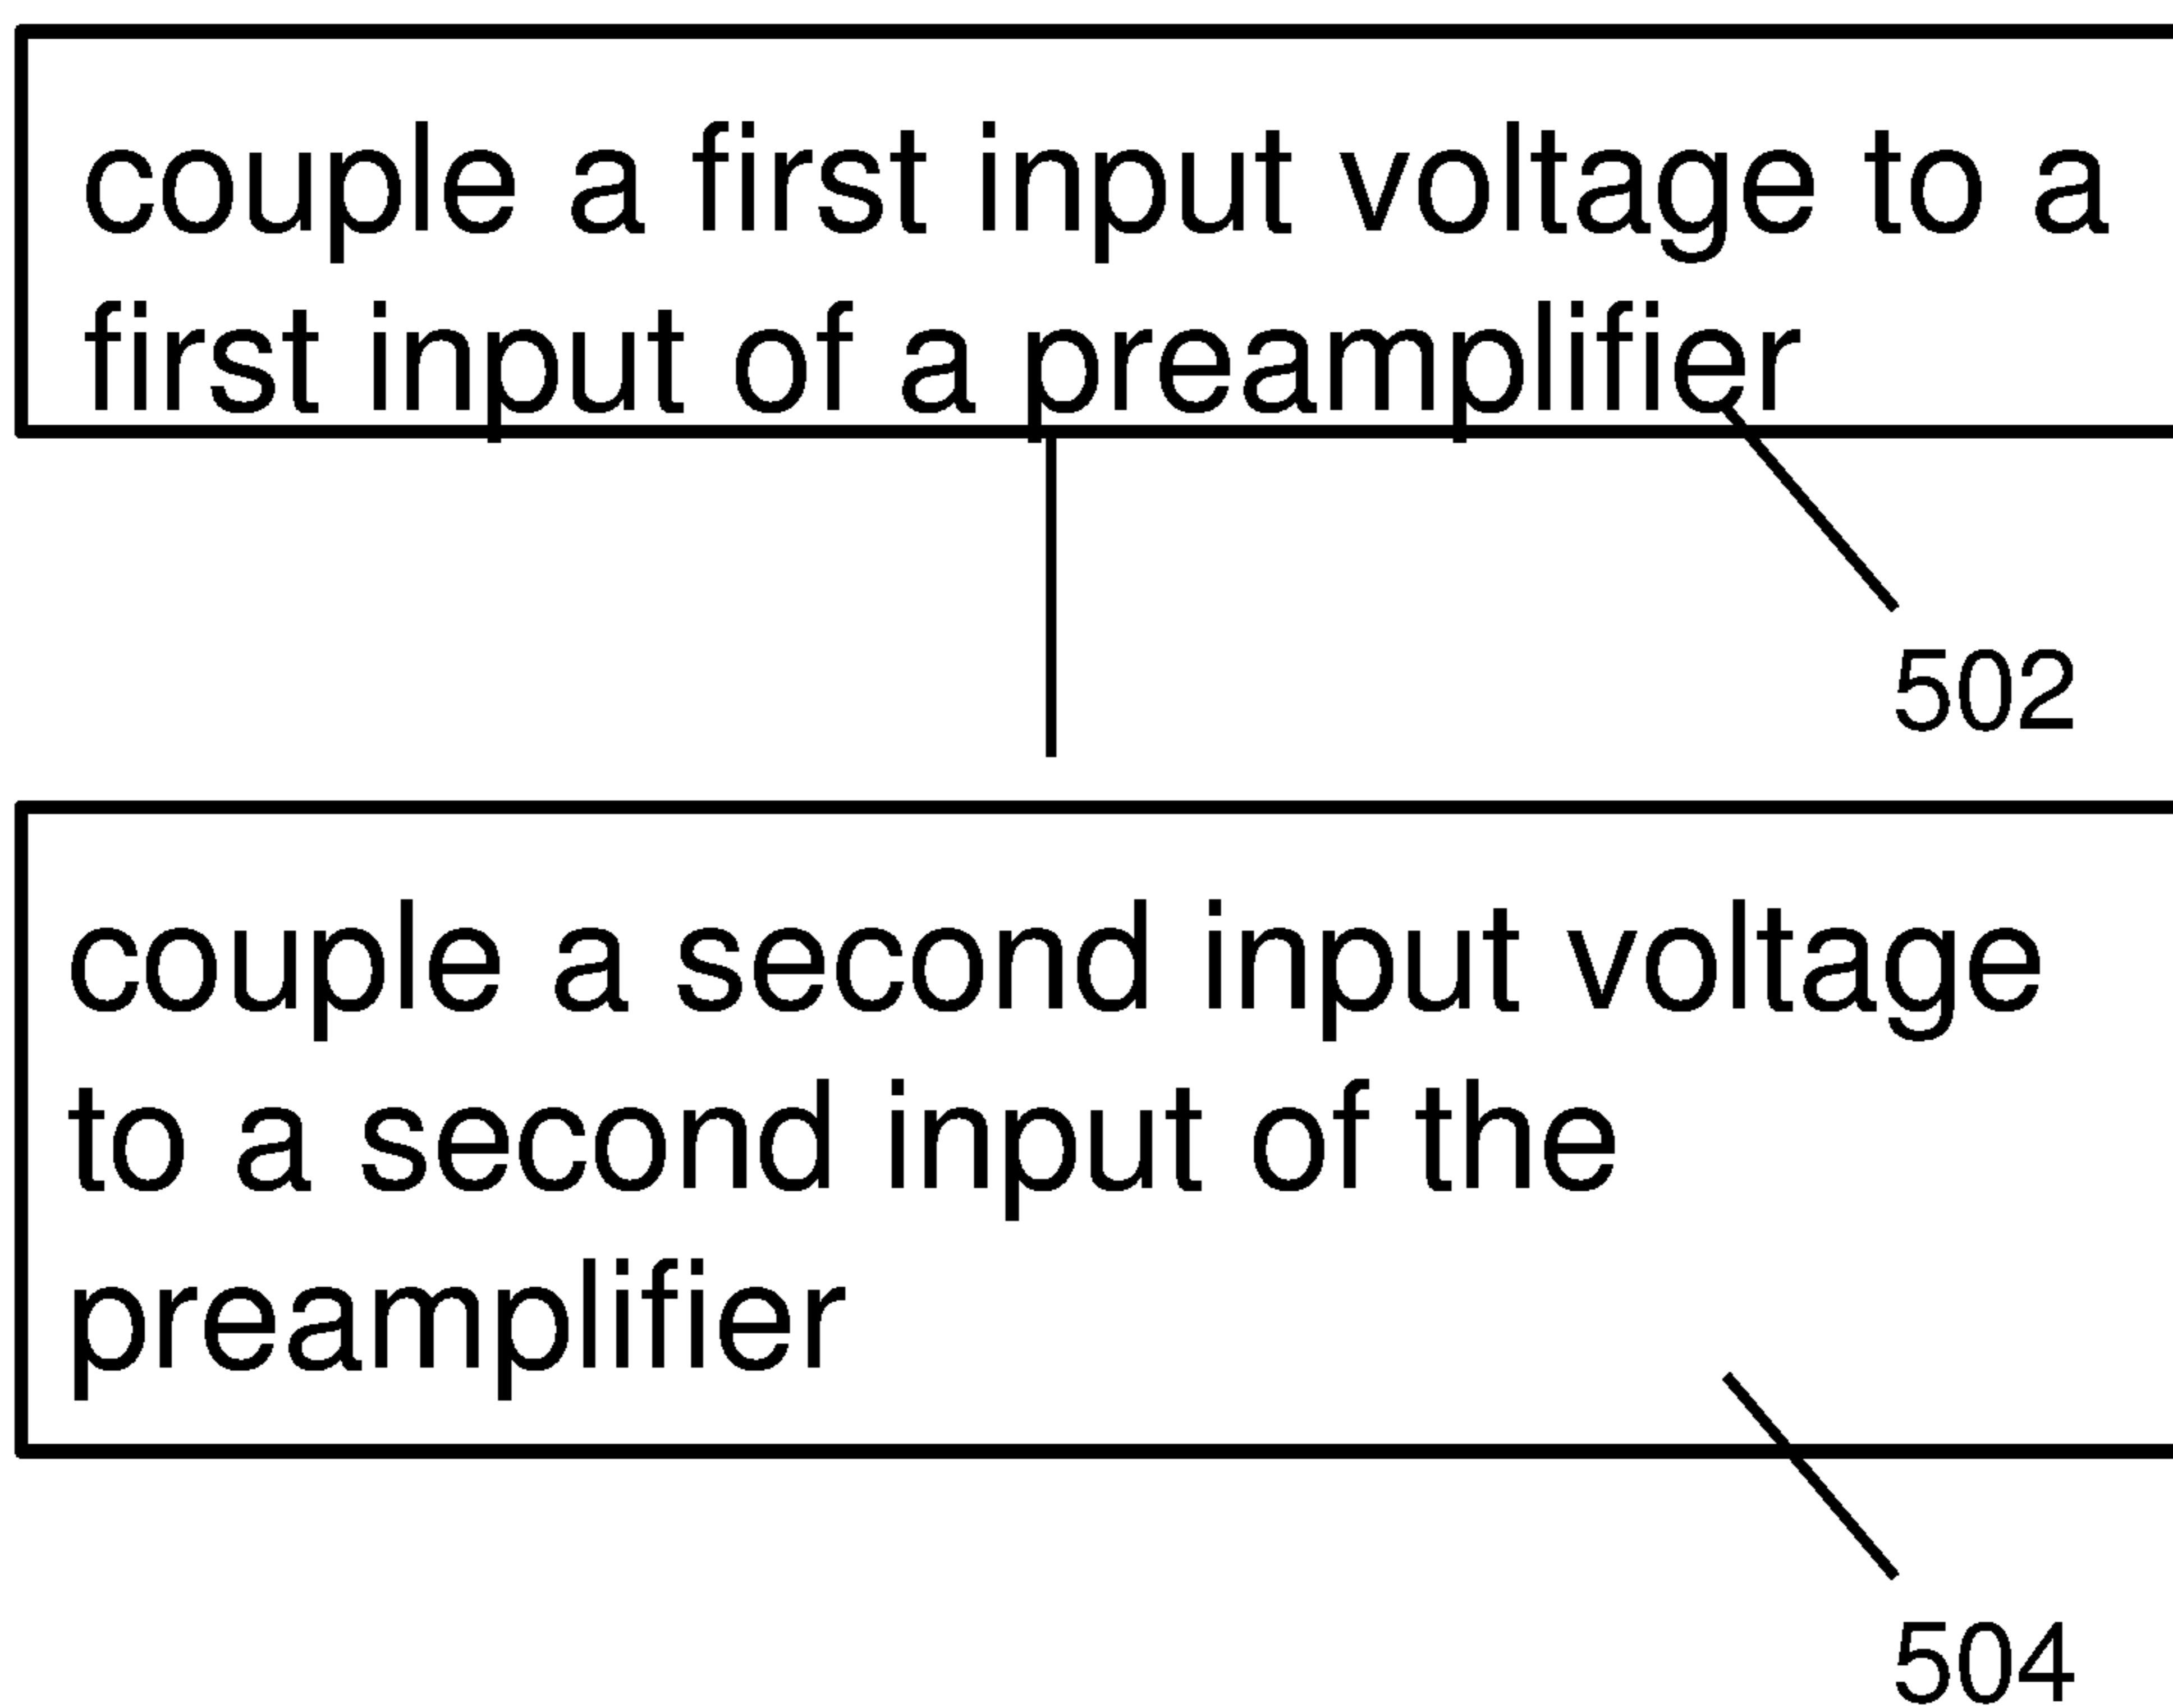 couple a first input voltage to a
first input of a preamplifier
502
couple a second input voltage
to a second input of the
preamplifier
504